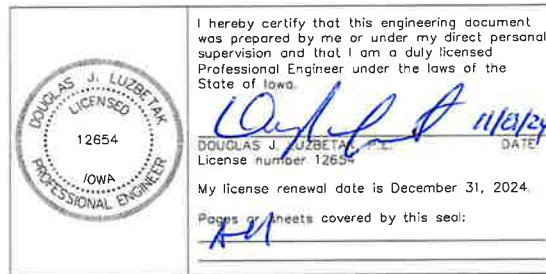 DOUGLAS J. LUZBETAK
LICENSED
12654
IOWA
PROFESSIONAL ENGINEER
I hereby certify that this engineering document
was prepared by me or under my direct personal
supervision and that I am a duly licensed
Professional Engineer under the laws of the
State of Iowa.
DOUGLAS J. LUZBETAK, P.E. DATE
License number 12654
My license renewal date is December 31, 2024
Pages or sheets covered by this seal:
All